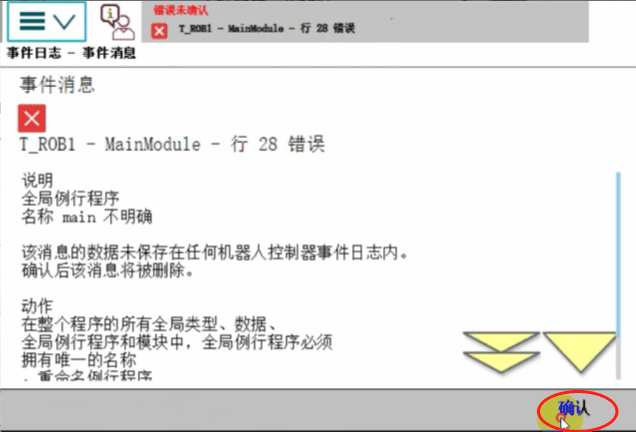 错误未确认
T_ROB1 - MainModule - 行 28 错误
事件日志 - 事件消息
事件消息
T_ROB1 - MainModule - 行 28 错误
说明
全局例行程序
名称 main 不明确
该消息的数据未保存在任何机器人控制器事件日志内。
确认后该消息将被删除。
动作
在整个程序的所有全局类型、数据、
全局例行程序和模块中，全局例行程序必须
拥有唯一的名称
. 重命名例行程序
确认